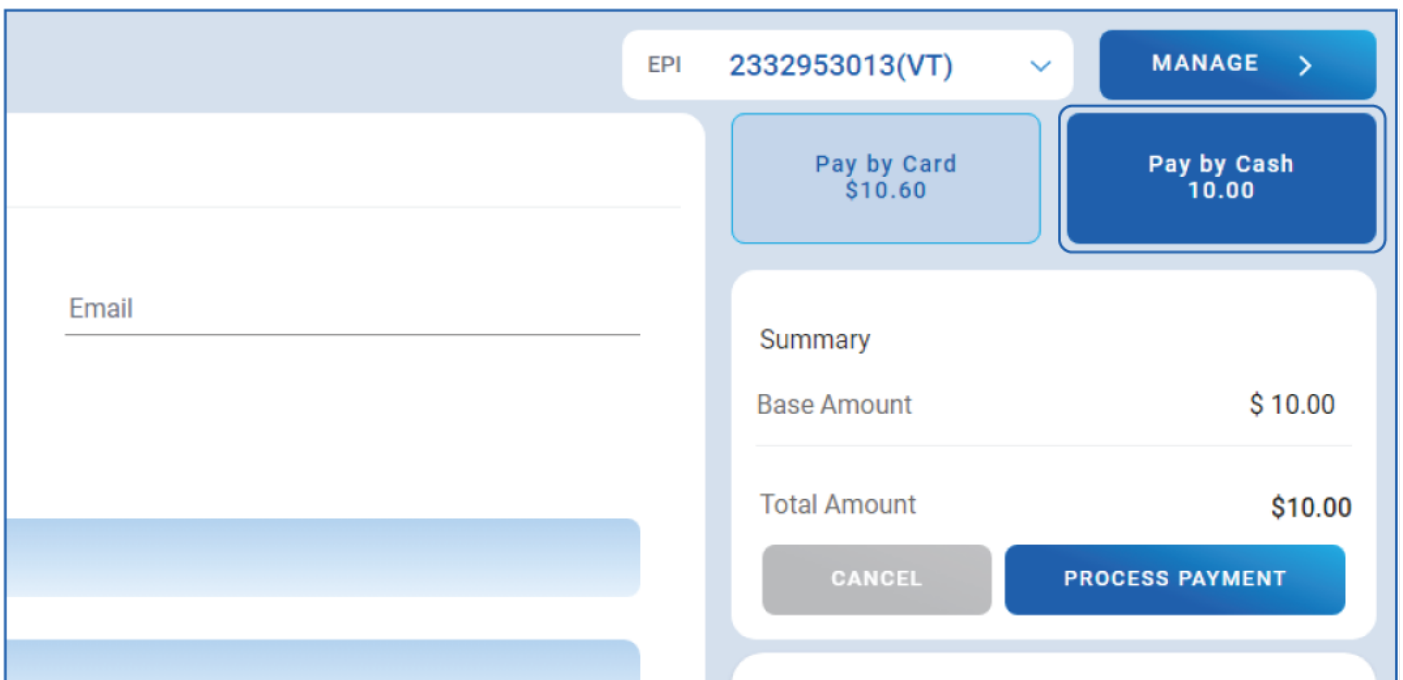 EPI 2332953013(VT)
MANAGE
Pay by Card
$10.60
Pay by Cash
10.00
Email
Summary
Base Amount $ 10.00
Total Amount $10.00
CANCEL PROCESS PAYMENT